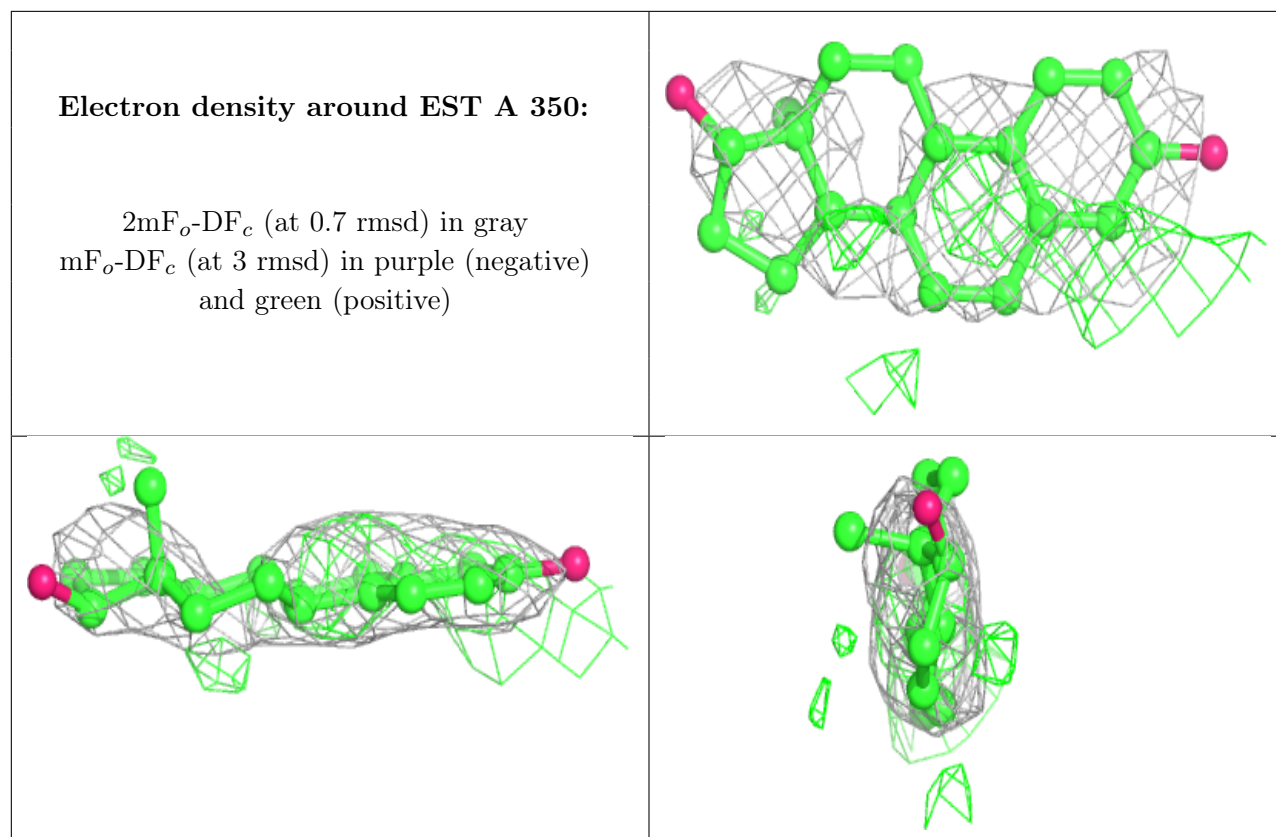 Electron density around EST A 350:
2mFₒ-DF𝒸 (at 0.7 rmsd) in gray
mFₒ-DF𝒸 (at 3 rmsd) in purple (negative)
and green (positive)